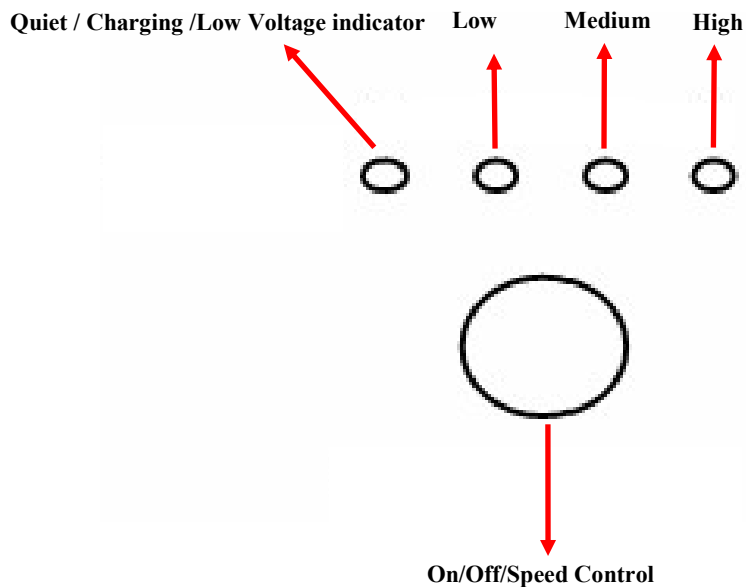 Quiet / Charging /Low Voltage indicator Low Medium High
On/Off/Speed Control